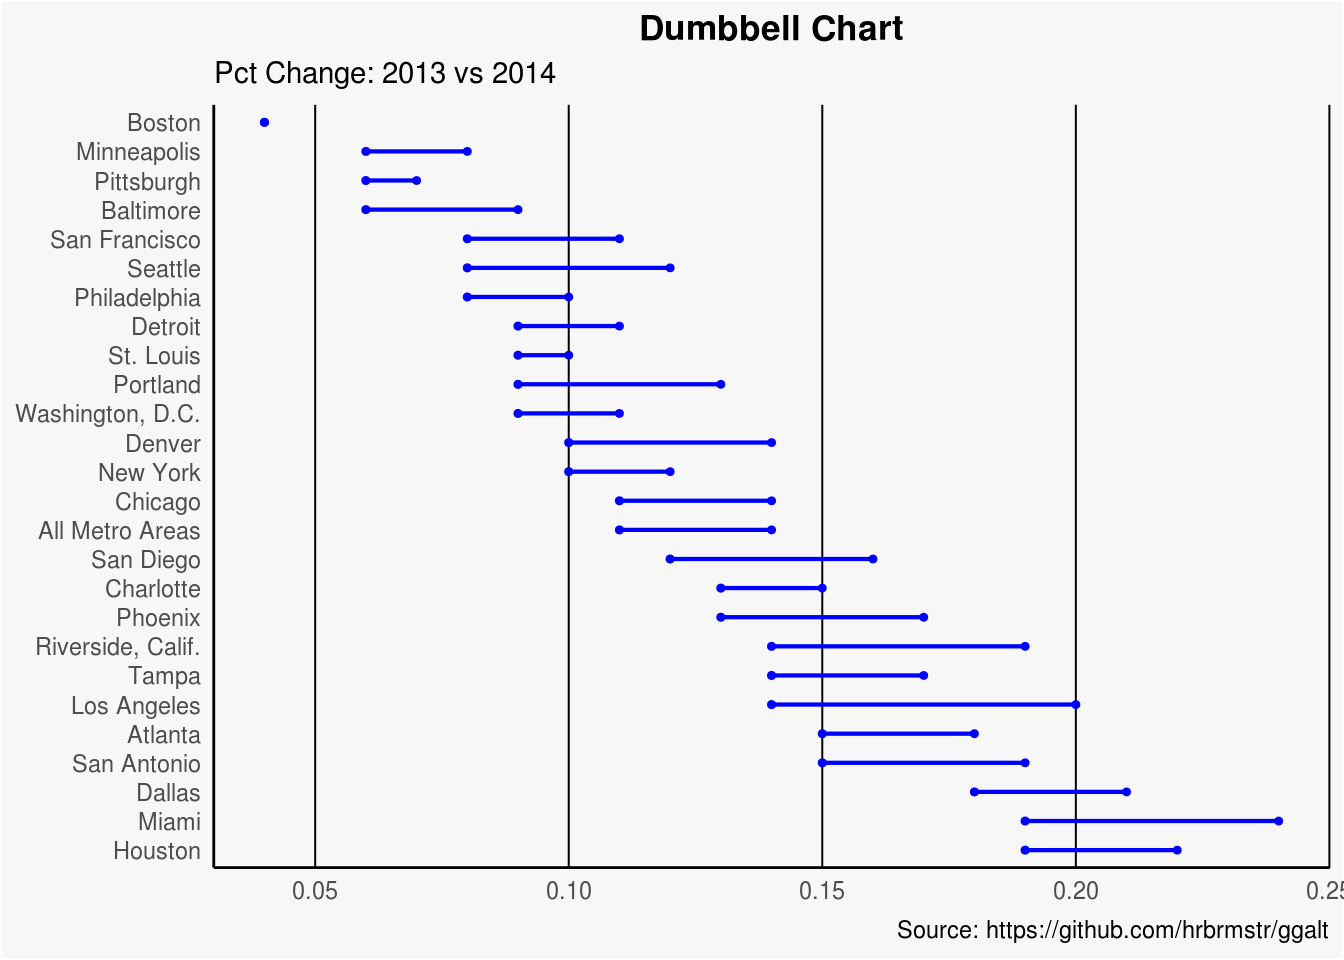 Dumbbell Chart
Pct Change: 2013 vs 2014
Boston
Minneapolis
Pittsburgh
Baltimore
San Francisco
Seattle
Philadelphia
Detroit
St. Louis
Portland
Washington, D.C.
Denver
New York
Chicago
All Metro Areas
San Diego
Charlotte
Phoenix
Riverside, Calif.
Tampa
Los Angeles
Atlanta
San Antonio
Dallas
Miami
Houston
0.05 0.10 0.15 0.20 0.25
Source: https://github.com/hrbrmstr/ggalt